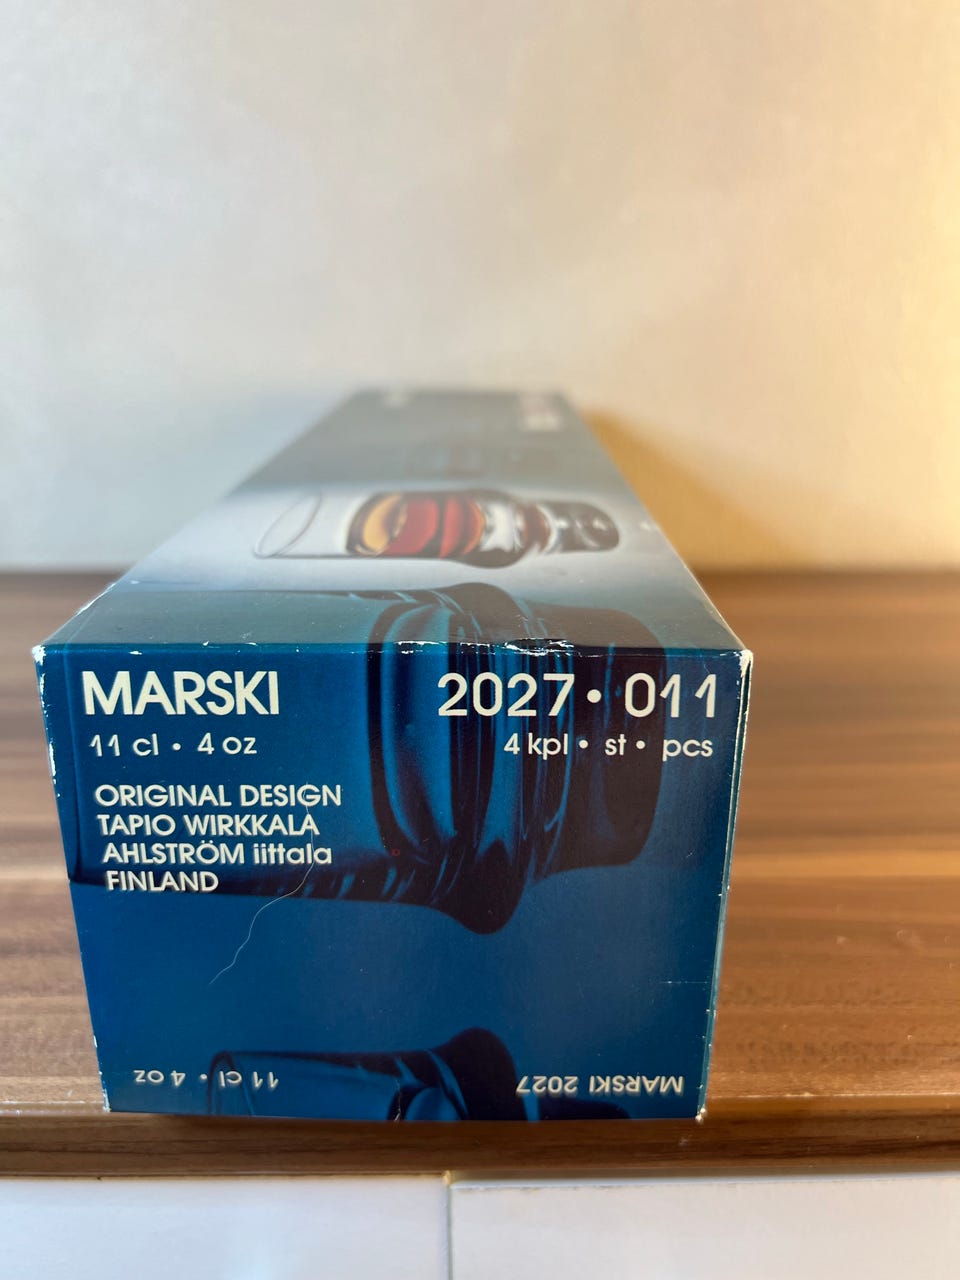 MARSKI
2027 • 011
11 cl • 4 oz
4 kpl • st • pcs
ORIGINAL DESIGN
TAPIO WIRKKALA
AHLSTRÖM iittala
FINLAND
MARSKI 2027
11 cl • 4 oz